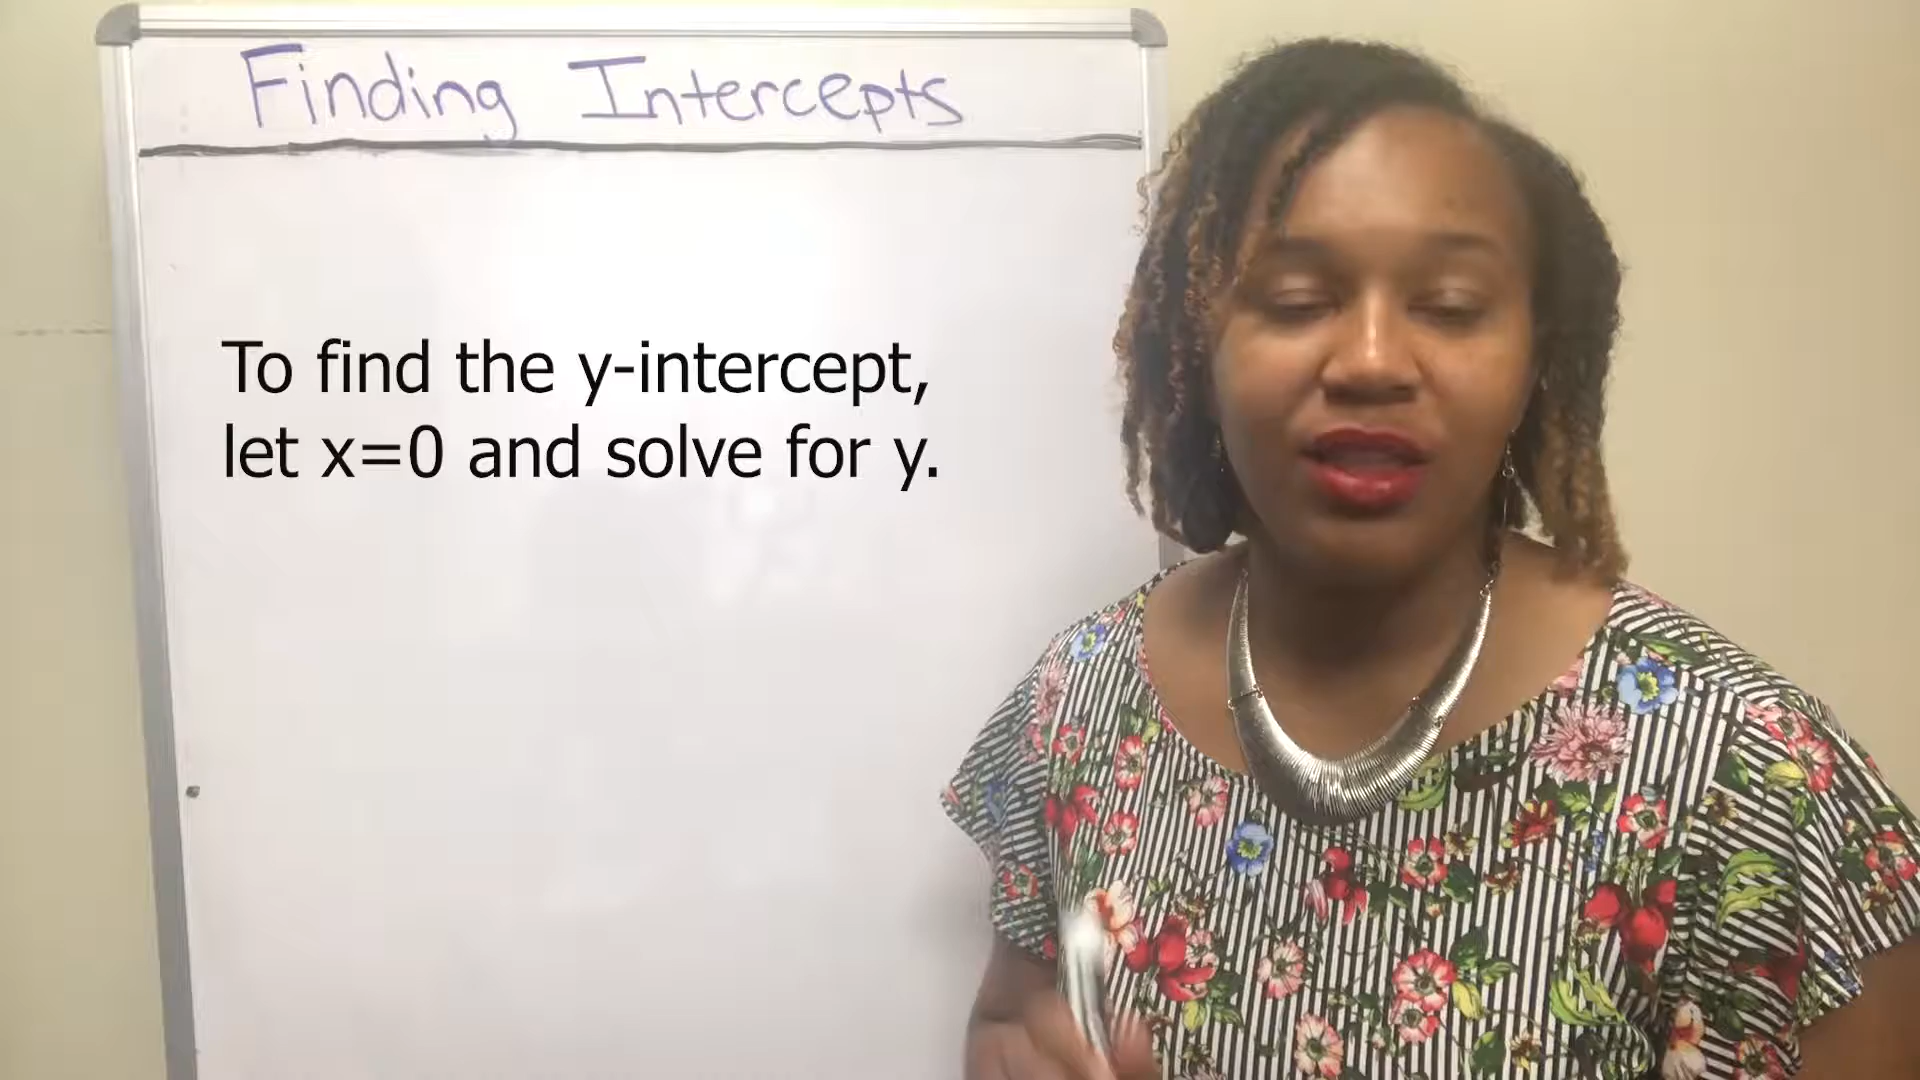 Finding Intercepts
To find the y-intercept,
let x=0 and solve for y.